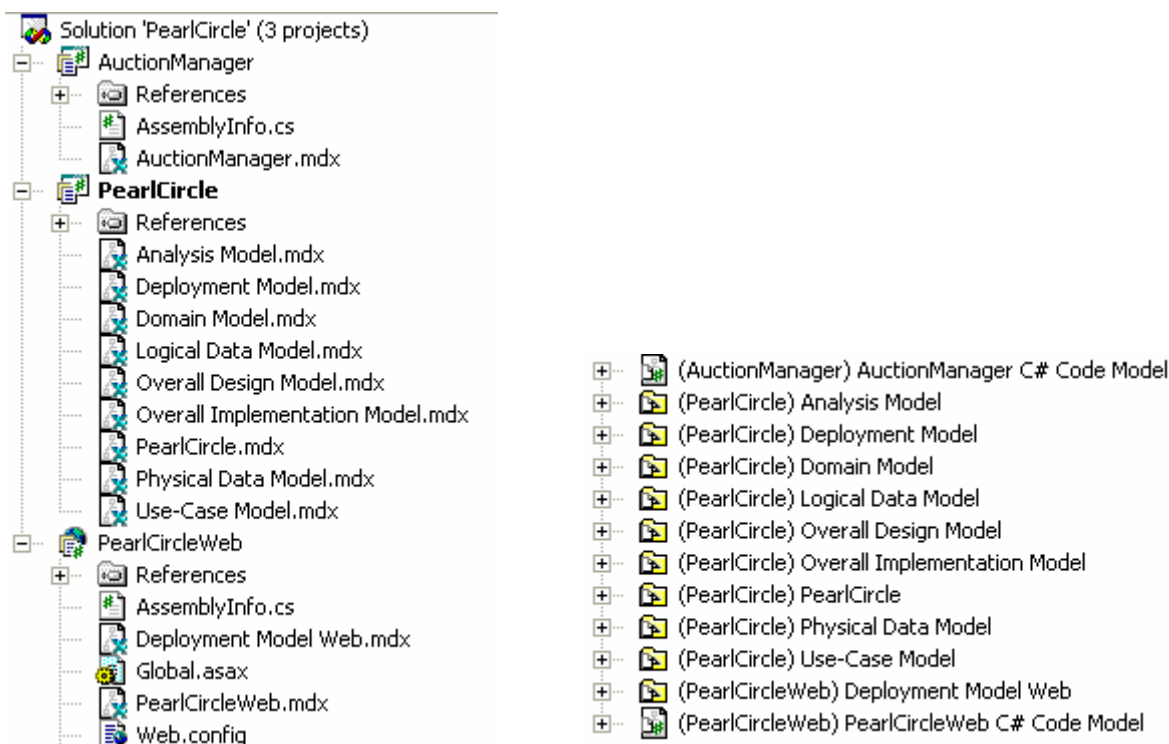 Solution 'PearlCircle' (3 projects)
AuctionManager
References
AssemblyInfo.cs
AuctionManager.mdx
PearlCircle
References
Analysis Model.mdx
Deployment Model.mdx
Domain Model.mdx
Logical Data Model.mdx
Overall Design Model.mdx
Overall Implementation Model.mdx
PearlCircle.mdx
Physical Data Model.mdx
Use-Case Model.mdx
PearlCircleWeb
References
AssemblyInfo.cs
Deployment Model Web.mdx
Global.asax
PearlCircleWeb.mdx
Web.config
(AuctionManager) AuctionManager C# Code Model
(PearlCircle) Analysis Model
(PearlCircle) Deployment Model
(PearlCircle) Domain Model
(PearlCircle) Logical Data Model
(PearlCircle) Overall Design Model
(PearlCircle) Overall Implementation Model
(PearlCircle) PearlCircle
(PearlCircle) Physical Data Model
(PearlCircle) Use-Case Model
(PearlCircleWeb) Deployment Model Web
(PearlCircleWeb) PearlCircleWeb C# Code Model